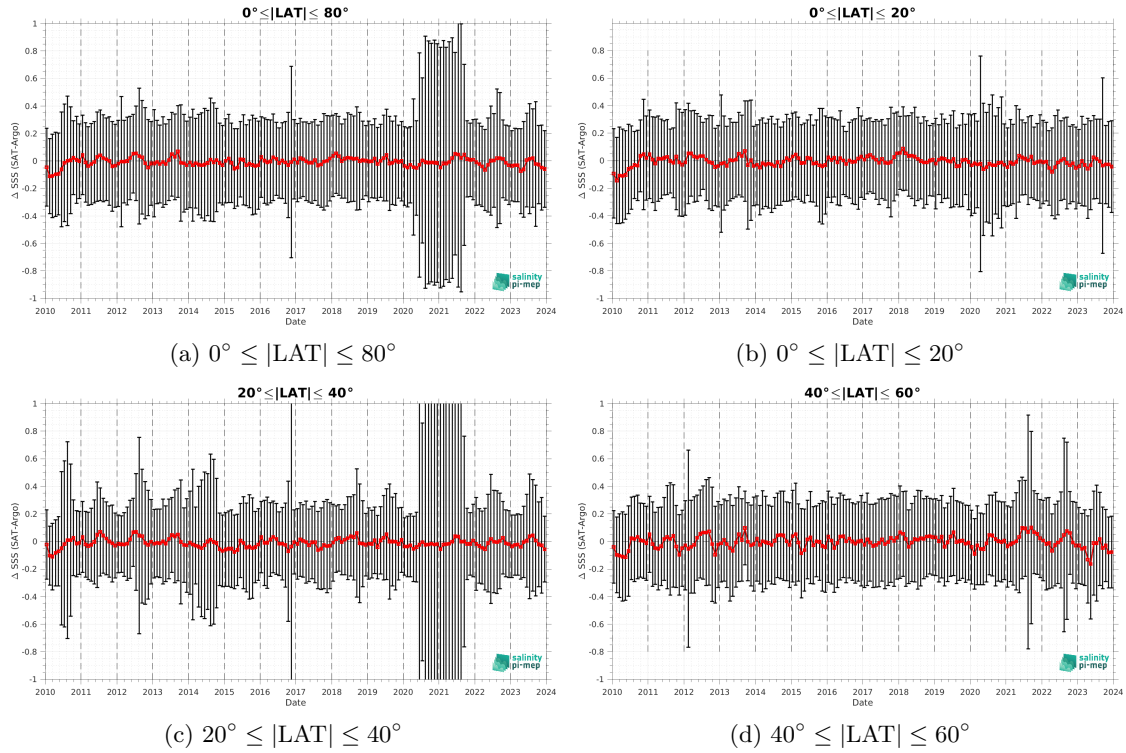 0°≤|LAT|≤ 80°
1
0.8
0.6
0.4
0.2
0
-0.2
-0.4
-0.6
-0.8
-1
Δ SSS (SAT-Argo)
2010 2011 2012 2013 2014 2015 2016 2017 2018 2019 2020 2021 2022 2023 2024
Date
salinity
pi-mep
(a) 0° ≤ |LAT| ≤ 80°
0°≤|LAT|≤ 20°
1
0.8
0.6
0.4
0.2
0
-0.2
-0.4
-0.6
-0.8
-1
Δ SSS (SAT-Argo)
2010 2011 2012 2013 2014 2015 2016 2017 2018 2019 2020 2021 2022 2023 2024
Date
salinity
pi-mep
(b) 0° ≤ |LAT| ≤ 20°
20°≤|LAT|≤ 40°
1
0.8
0.6
0.4
0.2
0
-0.2
-0.4
-0.6
-0.8
-1
Δ SSS (SAT-Argo)
2010 2011 2012 2013 2014 2015 2016 2017 2018 2019 2020 2021 2022 2023 2024
Date
salinity
pi-mep
(c) 20° ≤ |LAT| ≤ 40°
40°≤|LAT|≤ 60°
1
0.8
0.6
0.4
0.2
0
-0.2
-0.4
-0.6
-0.8
-1
Δ SSS (SAT-Argo)
2010 2011 2012 2013 2014 2015 2016 2017 2018 2019 2020 2021 2022 2023 2024
Date
salinity
pi-mep
(d) 40° ≤ |LAT| ≤ 60°